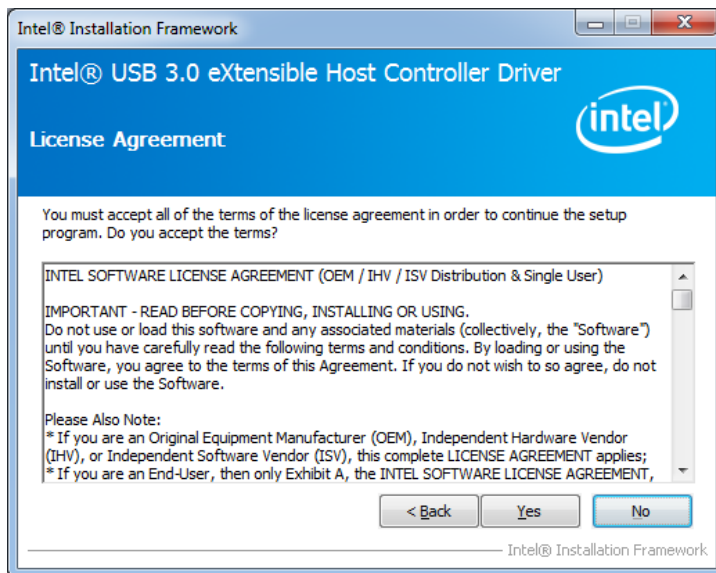 Intel® Installation Framework
Intel® USB 3.0 eXtensible Host Controller Driver
License Agreement
intel
You must accept all of the terms of the license agreement in order to continue the setup
program. Do you accept the terms?
INTEL SOFTWARE LICENSE AGREEMENT (OEM / IHV / ISV Distribution & Single User)
IMPORTANT - READ BEFORE COPYING, INSTALLING OR USING.
Do not use or load this software and any associated materials (collectively, the "Software")
until you have carefully read the following terms and conditions. By loading or using the
Software, you agree to the terms of this Agreement. If you do not wish to so agree, do not
install or use the Software.
Please Also Note:
* If you are an Original Equipment Manufacturer (OEM), Independent Hardware Vendor
(IHV), or Independent Software Vendor (ISV), this complete LICENSE AGREEMENT applies;
* If you are an End-User, then only Exhibit A, the INTEL SOFTWARE LICENSE AGREEMENT,
< Back Yes No
Intel® Installation Framework